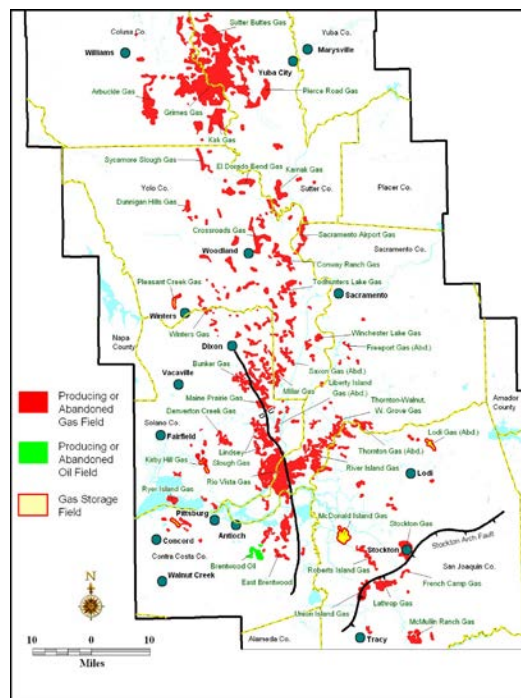 Colusa Co.
Sutter Buttes Gas
Yuba Co.
Williams
Marysville
Yuba City
Arbuckle Gas
Pierce Road Gas
Grimes Gas
Kirk Gas
Sycamore Slough Gas
El Dorado Bend Gas
Karnak Gas
Yolo Co.
Sutter Co.
Placer Co.
Dunnigan Hills Gas
Crossroads Gas
Sacramento Airport Gas
Sacramento Co.
Woodland
Conway Ranch Gas
Pleasant Creek Gas
Todhunters Lake Gas
Sacramento
Winters
Napa County
Winters Gas
Winchester Lake Gas
Dixon
Freeport Gas (Abd.)
Bunker Gas
Saxon Gas (Abd.)
Vacaville
Millar Gas
Liberty Island Gas (Abd.)
Maine Prairie Gas
Thornton-Walnut. W. Grove Gas
Amador County
Denverton Creek Gas
Solano Co.
Fairfield
Lindsey Slough Gas
Thornton Gas (Abd.)
Lodi Gas (Abd.)
Kirby Hill Gas
River Island Gas
Lodi
Rio Vista Gas
Ryer Island Gas
McDonald Island Gas
Pittsburg
Antioch
Stockton Gas
Concord
Stockton
Stockton Arch Fault
Contra Costa Co.
Brentwood Oil
Roberts Island Gas
San Joaquin Co.
Walnut Creek
East Brentwood
French Camp Gas
Union Island Gas
Lathrop Gas
McMullin Ranch Gas
Alameda Co.
Tracy
Producing or
Abandoned
Gas Field
Producing or
Abandoned
Oil Field
Gas Storage
Field
N
10 0 10
Miles